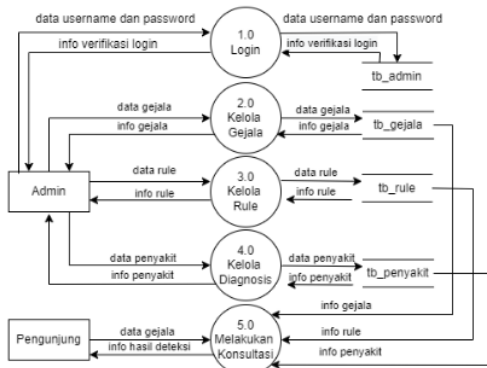 data username dan password
data username dan password
info verifikasi login
1.0
Login
info verifikasi login
tb_admin
data gejala
info gejala
2.0
Kelola
Gejala
data gejala
info gejala
tb_gejala
Admin
data rule
info rule
3.0
Kelola
Rule
data rule
info rule
tb_rule
data penyakit
info penyakit
4.0
Kelola
Diagnosis
data penyakit
info penyakit
tb_penyakit
info gejala
Pengunjung
data gejala
info hasil deteksi
5.0
Melakukan
Konsultasi
info rule
info penyakit